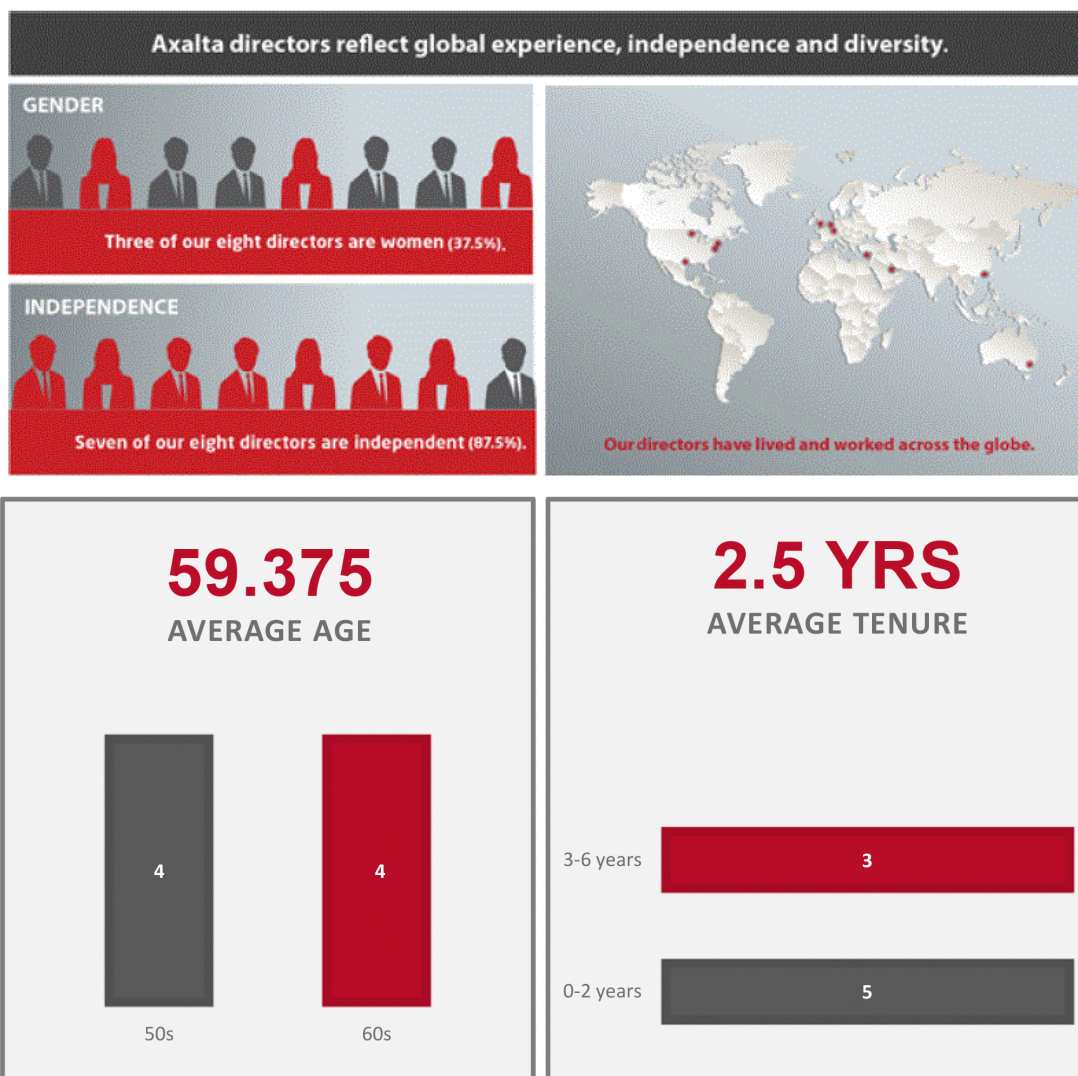 Axalta directors reflect global experience, independence and diversity.
GENDER
Three of our eight directors are women (37.5%).
INDEPENDENCE
Seven of our eight directors are independent (87.5%).
Our directors have lived and worked across the globe.
59.375
AVERAGE AGE
4
4
50s
60s
2.5 YRS
AVERAGE TENURE
3-6 years
3
0-2 years
5